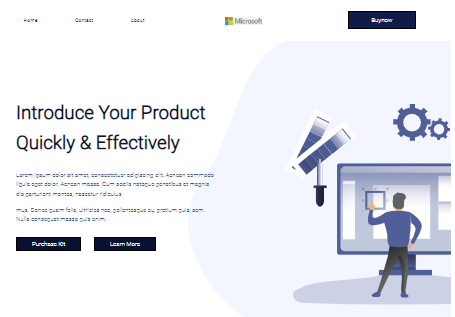 Home Contact About Microsoft Buynow
Introduce Your Product
Quickly & Effectively
Lorem ipsum dolor sit amet, consectetuer adipiscing elit. Aenean commodo
ligula eget dolor. Aenean massa. Cum sociis natoque penatibus et magnis
dis parturient montes, nascetur ridiculus
mus. Donec quam felis, ultricies nec, pellentesque eu, pretium quis, sem.
Nulla consequat massa quis enim.
Purchase Kit Learn More